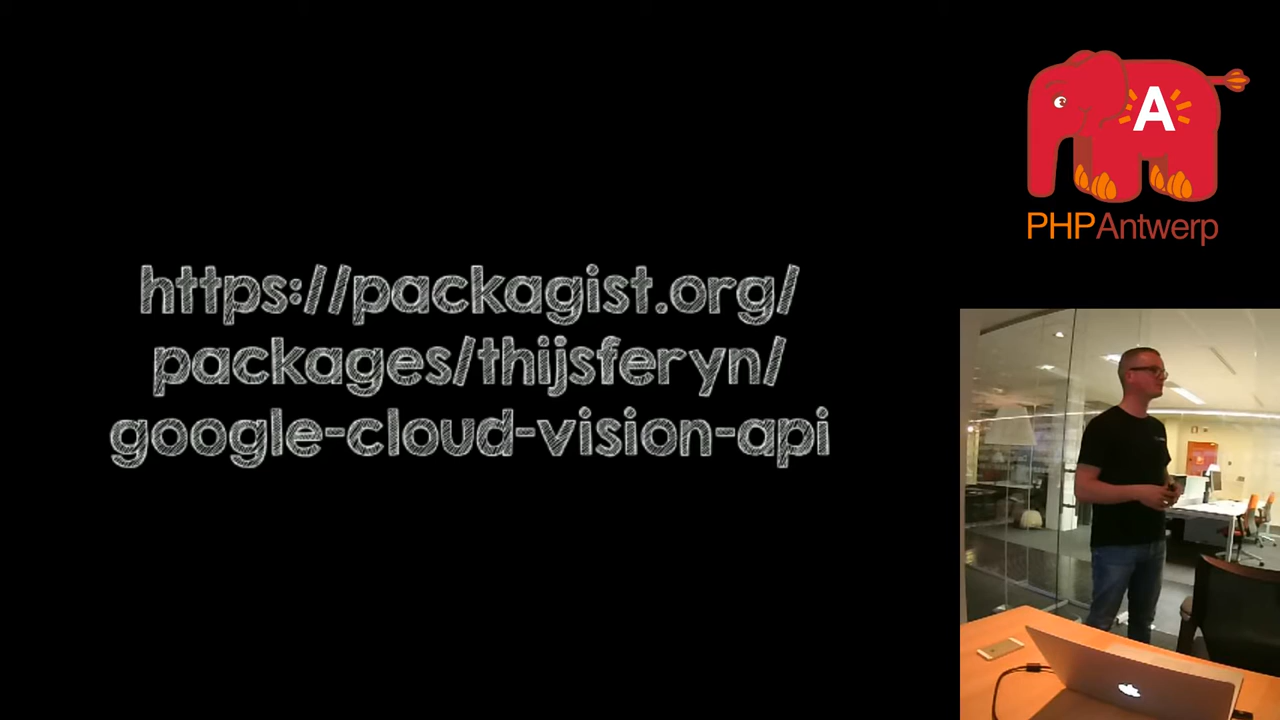 https://packagist.org/
packages/thijsferyn/
google-cloud-vision-api
A
PHPAntwerp